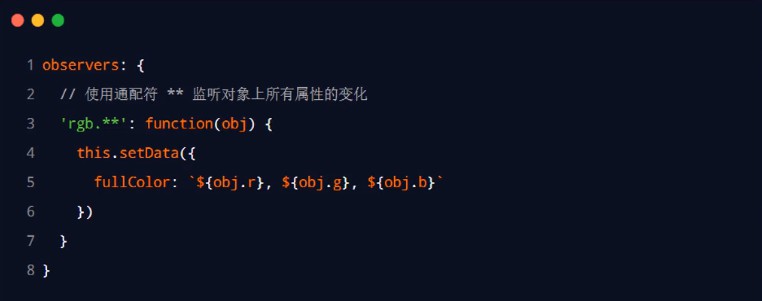 1 observers: {
2   // 使用通配符 ** 监听对象上所有属性的变化
3   'rgb.**': function(obj) {
4     this.setData({
5       fullColor: `${obj.r}, ${obj.g}, ${obj.b}`
6     })
7   }
8 }